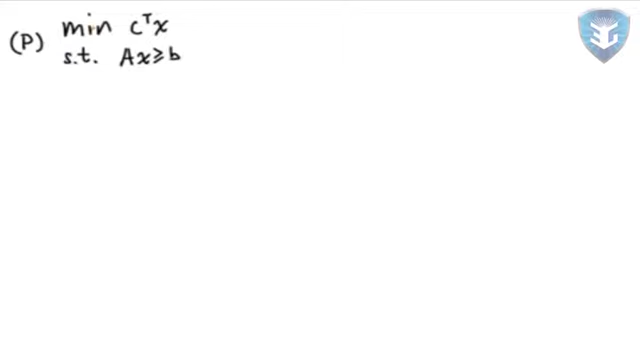 (P) min cᵀx
s.t. Ax ≥ b